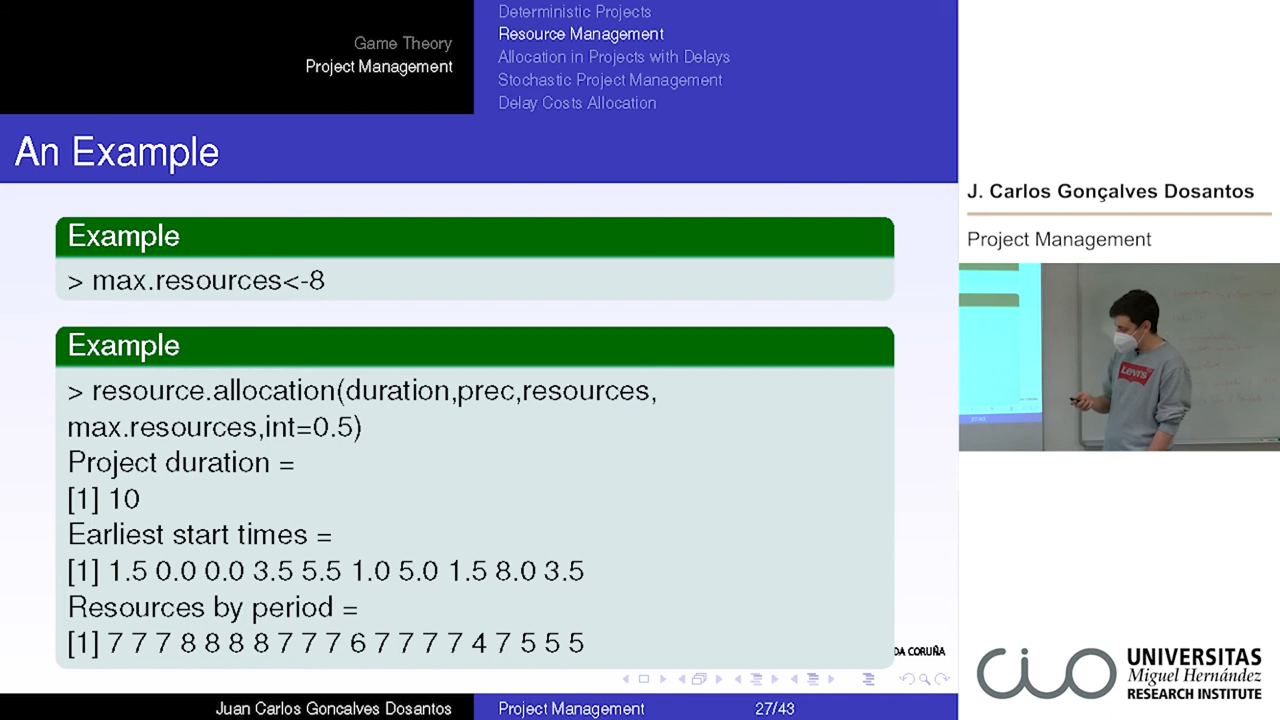 Game Theory
Project Management
Deterministic Projects
Resource Management
Allocation in Projects with Delays
Stochastic Project Management
Delay Costs Allocation
An Example
Example
> max.resources<-8
Example
> resource.allocation(duration,prec,resources,
max.resources,int=0.5)
Project duration =
[1] 10
Earliest start times =
[1] 1.5 0.0 0.0 3.5 5.5 1.0 5.0 1.5 8.0 3.5
Resources by period =
[1] 7 7 7 8 8 8 8 7 7 7 6 7 7 7 7 4 7 5 5 5
DA CORUÑA
Juan Carlos Goncalves Dosantos
Project Management
27/43
J. Carlos Gonçalves Dosantos
Project Management
Levi's
27/43
CIO
UNIVERSITAS
Miguel Hernández
RESEARCH INSTITUTE